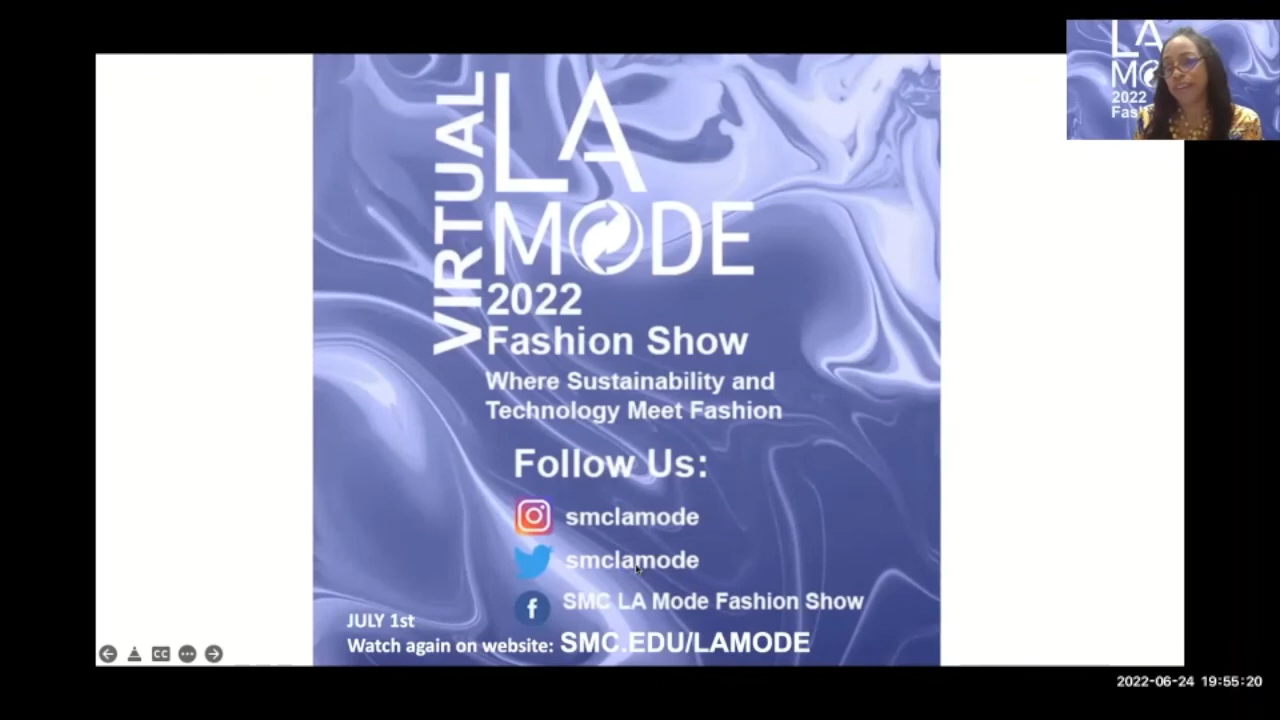 VIRTUAL
LA
MODE
2022
Fashion Show
Where Sustainability and
Technology Meet Fashion
Follow Us:
smclamode
smclamode
f SMC LA Mode Fashion Show
JULY 1st
Watch again on website: SMC.EDU/LAMODE
LA
MO
2022
Fas
CC
2022-06-24 19:55:20